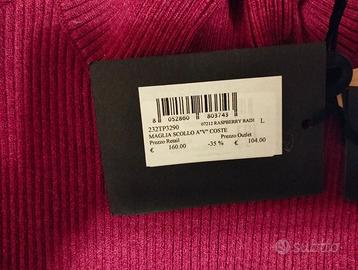 8 052860 803743
07212 RASPBERRY RADI L
232TP3290
MAGLIA SCOLLO A"V" COSTE
Prezzo Retail Prezzo Outlet
€ 160.00 -35 % € 104.00
subito